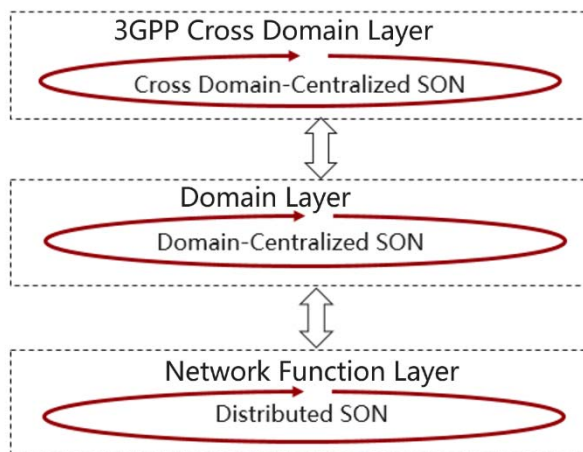 3GPP Cross Domain Layer
Cross Domain-Centralized SON
Domain Layer
Domain-Centralized SON
Network Function Layer
Distributed SON